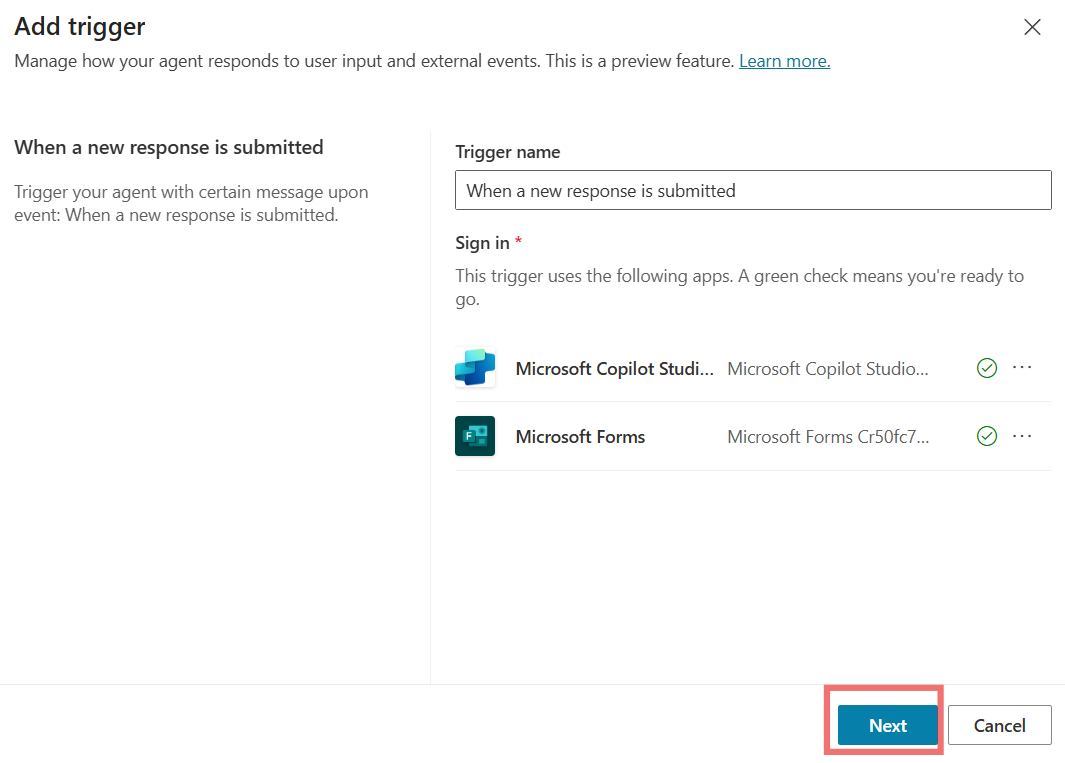 Add trigger
Manage how your agent responds to user input and external events. This is a preview feature. Learn more.
When a new response is submitted
Trigger your agent with certain message upon
event: When a new response is submitted.
Trigger name
When a new response is submitted
Sign in *
This trigger uses the following apps. A green check means you're ready to
go.
Microsoft Copilot Studi... Microsoft Copilot Studio...
F
Microsoft Forms Microsoft Forms Cr50fc7...
Next Cancel